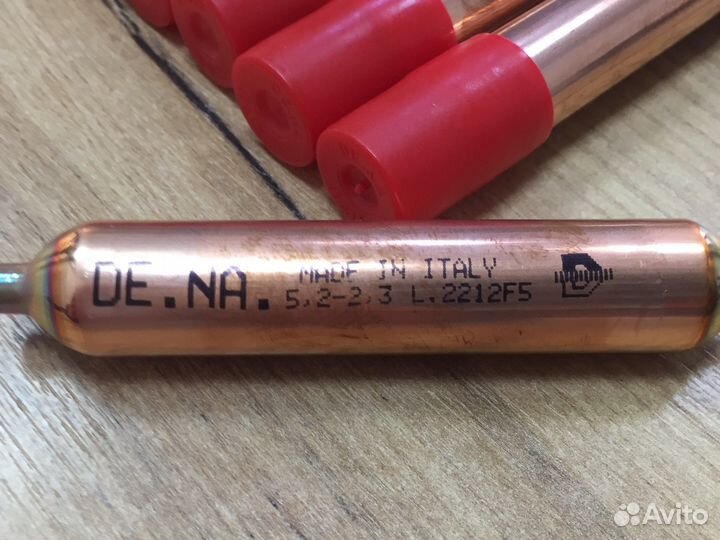 DE.NA.
MADE IN ITALY
5,2-2,3 L.2212F5
Avito